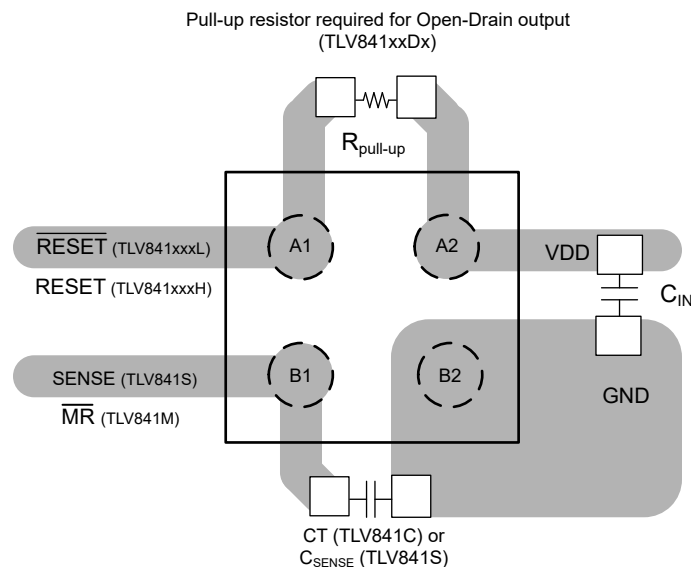 Pull-up resistor required for Open-Drain output
(TLV841xxDx)
R_pull-up
A1
A2
RESET (TLV841xxxL)
VDD
RESET (TLV841xxxH)
C_IN
SENSE (TLV841S)
B1
B2
GND
MR (TLV841M)
CT (TLV841C) or
C_SENSE (TLV841S)